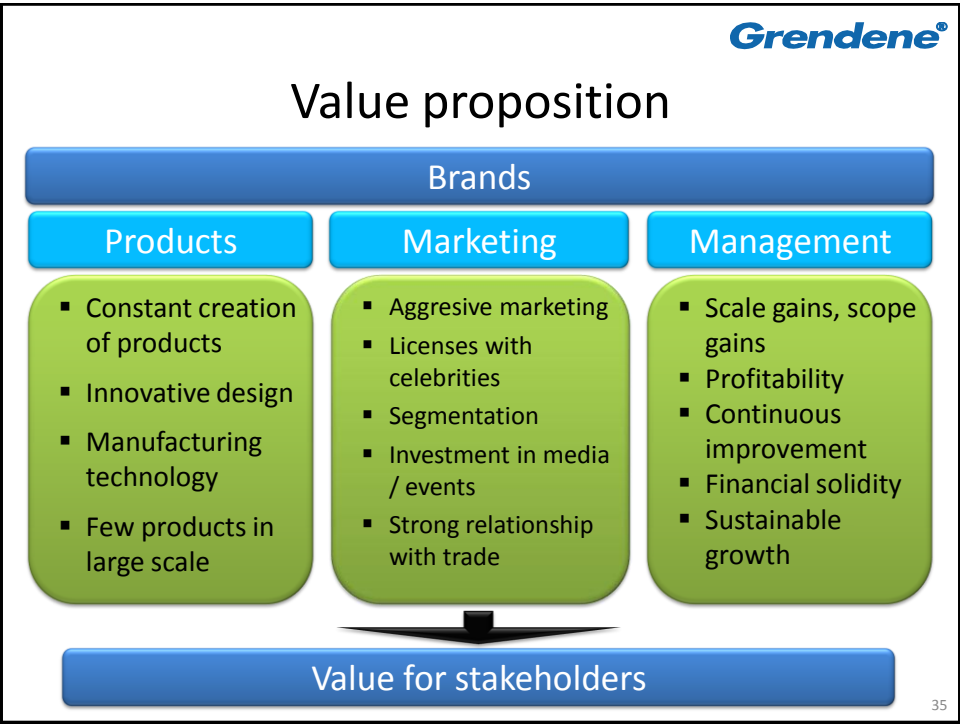 Grendene®
Value proposition
Brands
Products
▪ Constant creation
of products
▪ Innovative design
▪ Manufacturing
technology
▪ Few products in
large scale
Marketing
▪ Aggresive marketing
▪ Licenses with
celebrities
▪ Segmentation
▪ Investment in media
/ events
▪ Strong relationship
with trade
Management
▪ Scale gains, scope
gains
▪ Profitability
▪ Continuous
improvement
▪ Financial solidity
▪ Sustainable
growth
Value for stakeholders
35